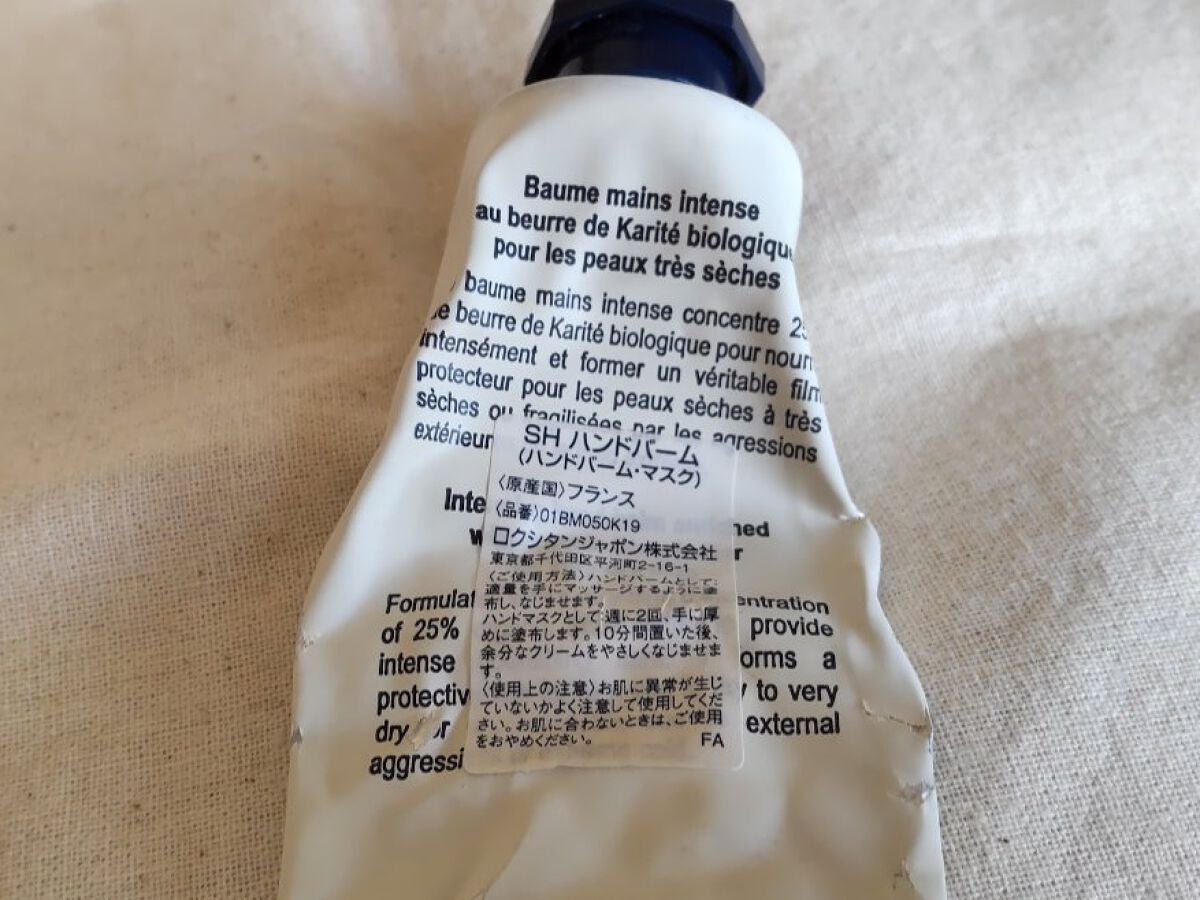 Baume mains intense
au beurre de Karité biologique
pour les peaux très sèches
baume mains intense concentre
beurre de Karité biologique pour
intensément et former un véritable film
protecteur pour les peaux sèches à très
sèches ou fragilisées par les agressions
SH ハンドバーム
(ハンドバーム・マスク)
〈原産国〉フランス
〈品番〉01BM050K19
ロクシタンジャポン株式会社
東京都千代田区平河町2-16-1
〈ご使用方法〉ハンドバームとして:
適量を手にマッサージするように塗
布し、なじませます。
ハンドマスクとして:週に2回、手に厚
めに塗布します。10分間置いた後、
余分なクリームをやさしくなじませま
す。
〈使用上の注意〉お肌に異常が生じ
ていないかよく注意して使用してくだ
さい。お肌に合わないときは、ご使用
をおやめください。 FA
of 25% provide
intense a
to very
dry external